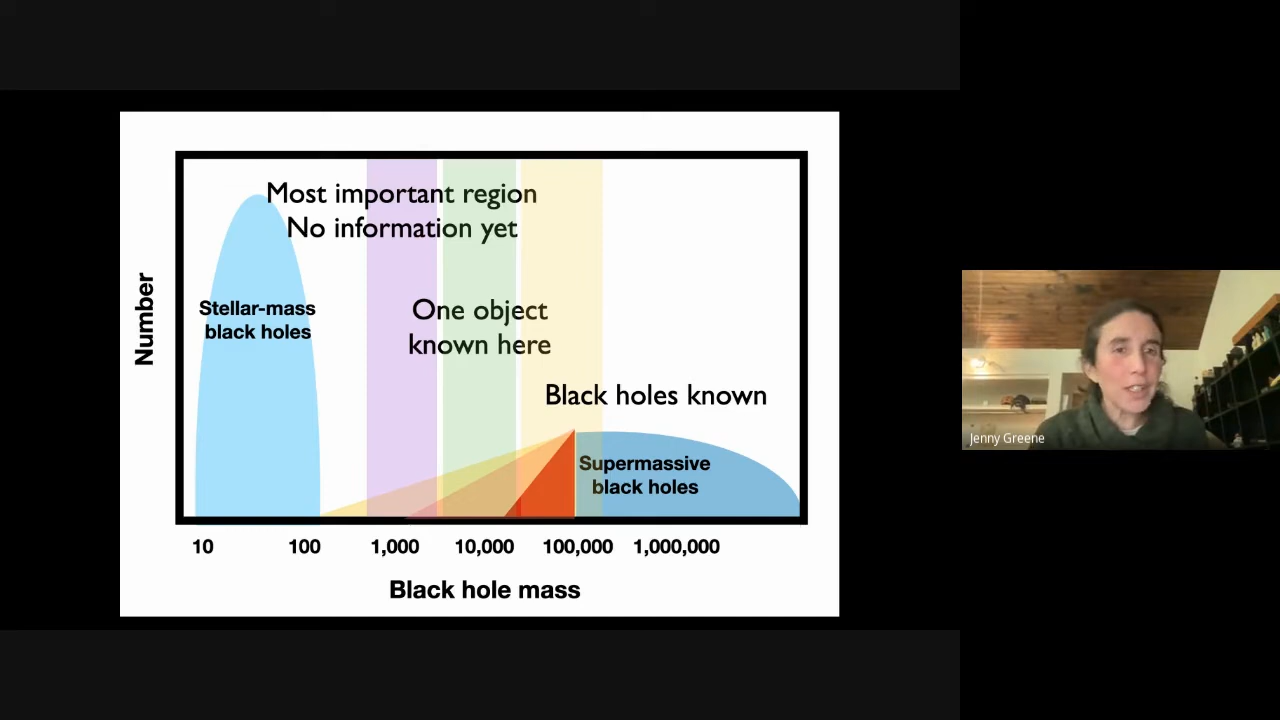 Most important region
No information yet
Stellar-mass
black holes
One object
known here
Black holes known
Supermassive
black holes
Number
10 100 1,000 10,000 100,000 1,000,000
Black hole mass
Jenny Greene